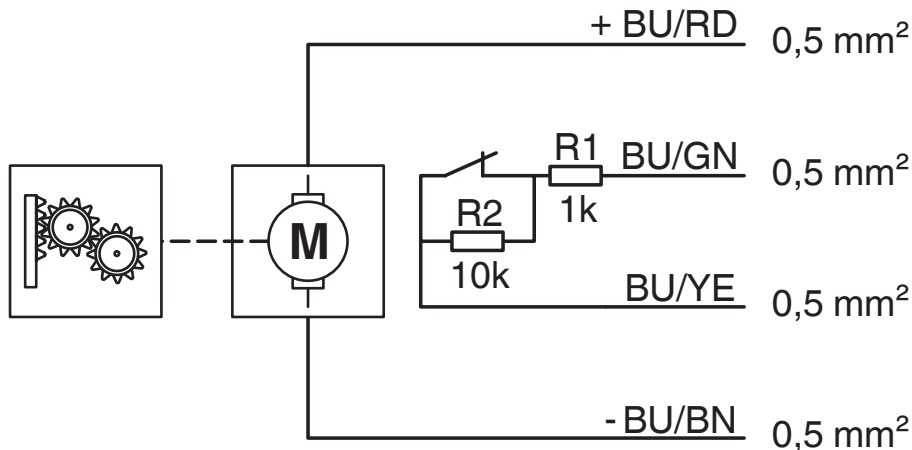 + BU/RD 0,5 mm²
R1 BU/GN 0,5 mm²
1k
R2
M
10k
BU/YE 0,5 mm²
- BU/BN 0,5 mm²